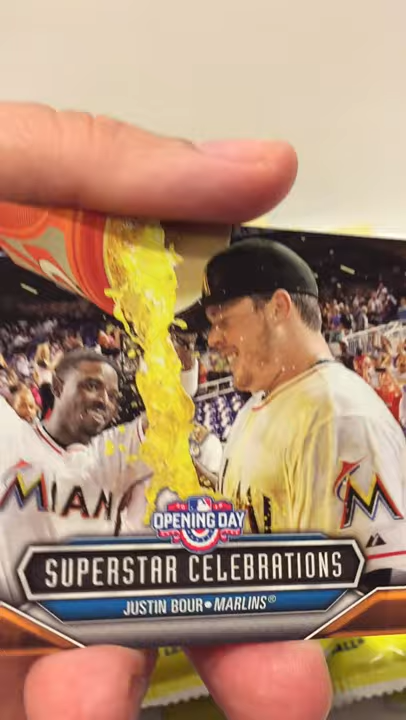 MIAN
M
OPENING DAY
SUPERSTAR CELEBRATIONS
JUSTIN BOUR • MARLINS®